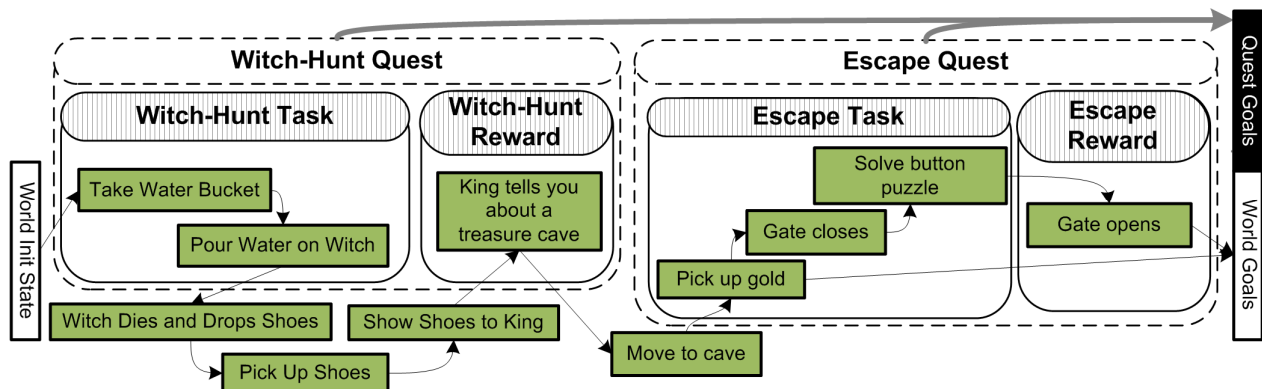 Witch-Hunt Quest
Escape Quest
Quest Goals
Witch-Hunt Task
Witch-Hunt
Reward
Escape Task
Escape
Reward
World Init State
Take Water Bucket
Pour Water on Witch
King tells you
about a
treasure cave
Solve button
puzzle
Gate closes
Gate opens
World Goals
Pick up gold
Witch Dies and Drops Shoes
Show Shoes to King
Move to cave
Pick Up Shoes